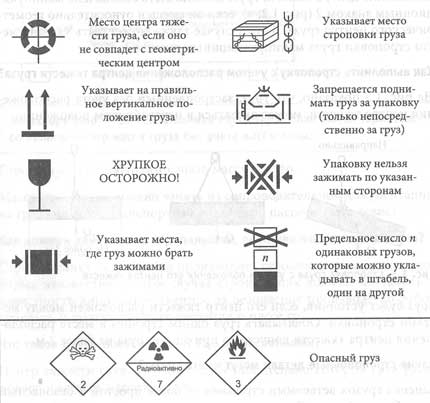 Место центра тяже-
сти груза, если оно
не совпадает с геометри-
ческим центром
Указывает место
строповки груза
Указывает на правиль-
ное вертикальное по-
ложение груза
Запрещается подни-
мать груз за упаковку
(только непосред-
ственно за груз)
ХРУПКОЕ
ОСТОРОЖНО!
Упаковку нельзя
зажимать по указан-
ным сторонам
Указывает места,
где груз можно брать
зажимами
Предельное число n
одинаковых грузов,
которые можно укла-
дывать в штабель,
один на другой
n
2
Радиоактивно
7
3
Опасный груз